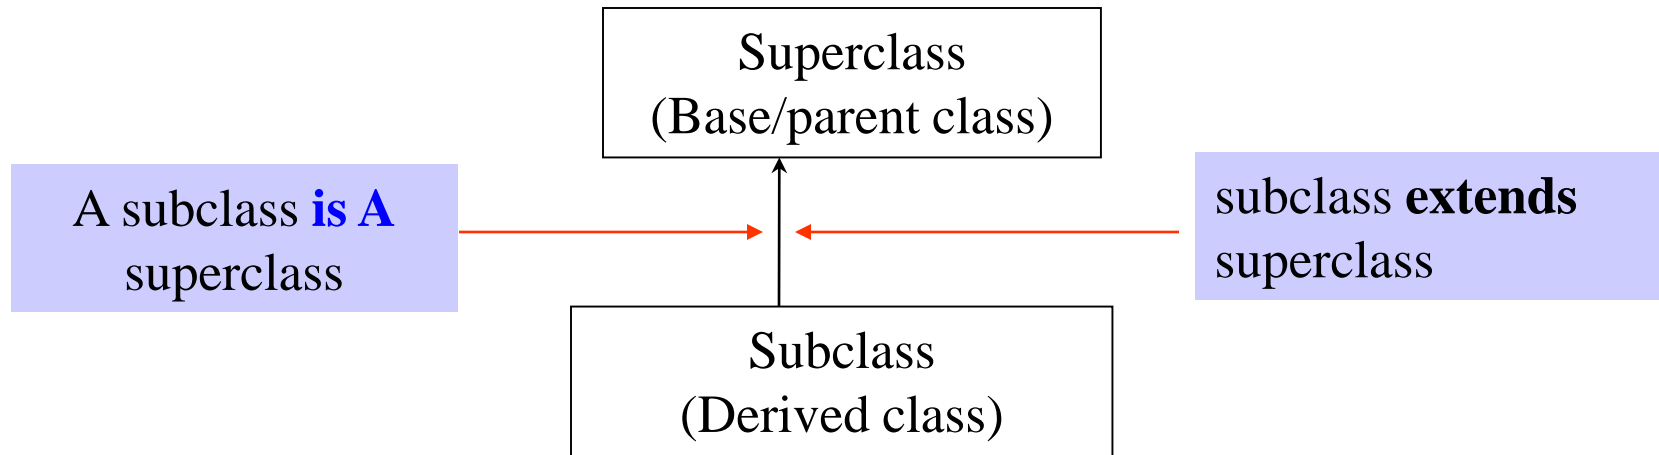 Superclass
(Base/parent class)
A subclass is A
superclass
subclass extends
superclass
Subclass
(Derived class)